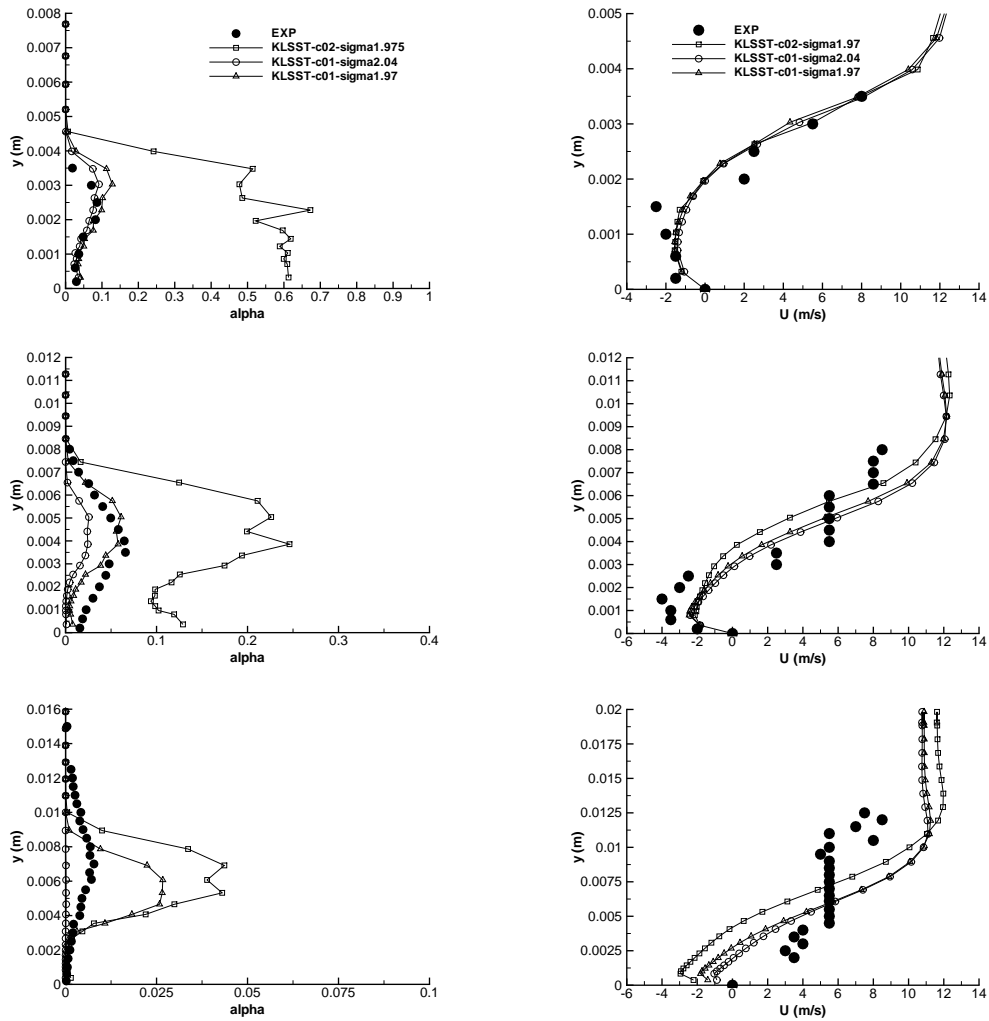 0.008
0.007
0.006
0.005
0.004
0.003
0.002
0.001
0
y (m)
0 0.1 0.2 0.3 0.4 0.5 0.6 0.7 0.8 0.9 1
alpha
EXP
KLSST-c02-sigma1.975
KLSST-c01-sigma2.04
KLSST-c01-sigma1.97
0.005
0.004
0.003
0.002
0.001
0
y (m)
-4 -2 0 2 4 6 8 10 12 14
U (m/s)
EXP
KLSST-c02-sigma1.97
KLSST-c01-sigma2.04
KLSST-c01-sigma1.97
0.012
0.011
0.01
0.009
0.008
0.007
0.006
0.005
0.004
0.003
0.002
0.001
0
y (m)
0 0.1 0.2 0.3 0.4
alpha
0.012
0.011
0.01
0.009
0.008
0.007
0.006
0.005
0.004
0.003
0.002
0.001
0
y (m)
-6 -4 -2 0 2 4 6 8 10 12 14
U (m/s)
0.016
0.014
0.012
0.01
0.008
0.006
0.004
0.002
0
y (m)
0 0.025 0.05 0.075 0.1
alpha
0.02
0.0175
0.015
0.0125
0.01
0.0075
0.005
0.0025
0
y (m)
-6 -4 -2 0 2 4 6 8 10 12 14
U (m/s)